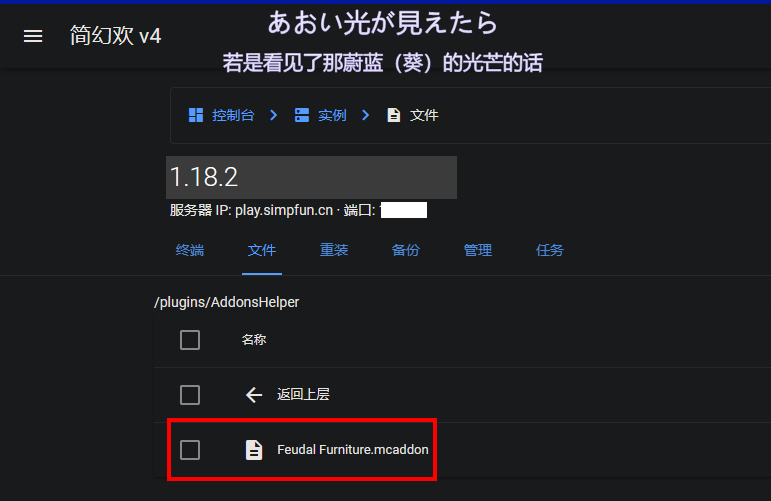 简幻欢 v4
あおい光が見えたら
若是看见了那蔚蓝（葵）的光芒的话
控制台 实例 文件
1.18.2
服务器 IP: play.simpfun.cn · 端口:
终端 文件 重装 备份 管理 任务
/plugins/AddonsHelper
名称
返回上层
Feudal Furniture.mcaddon